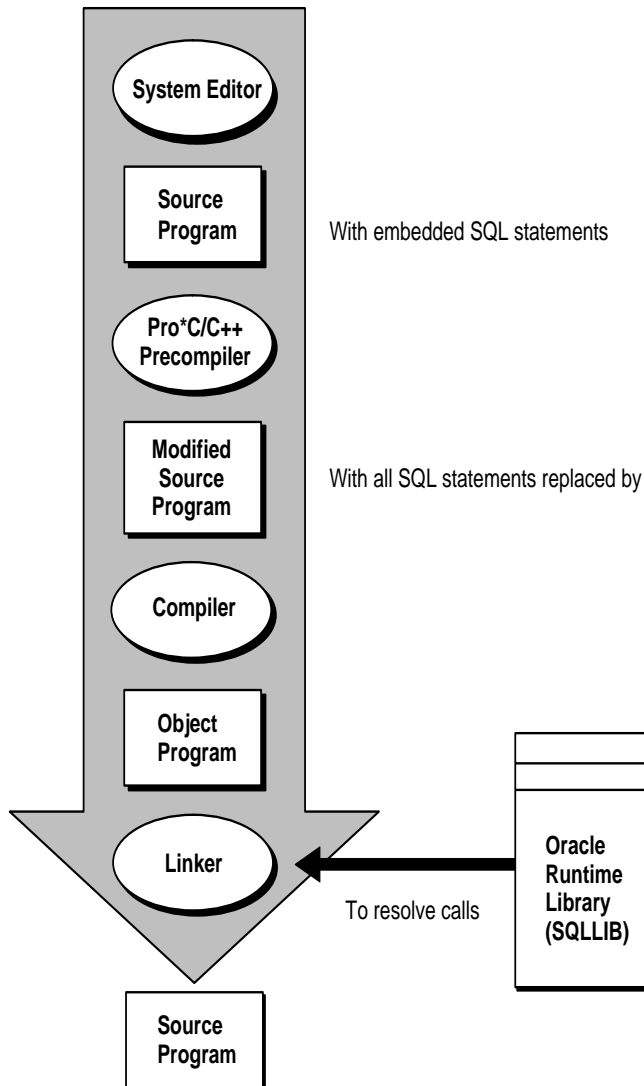 System Editor
Source
Program
With embedded SQL statements
Pro*C/C++
Precompiler
Modified
Source
Program
With all SQL statements replaced by
Compiler
Object
Program
Linker
To resolve calls
Oracle
Runtime
Library
(SQLLIB)
Source
Program